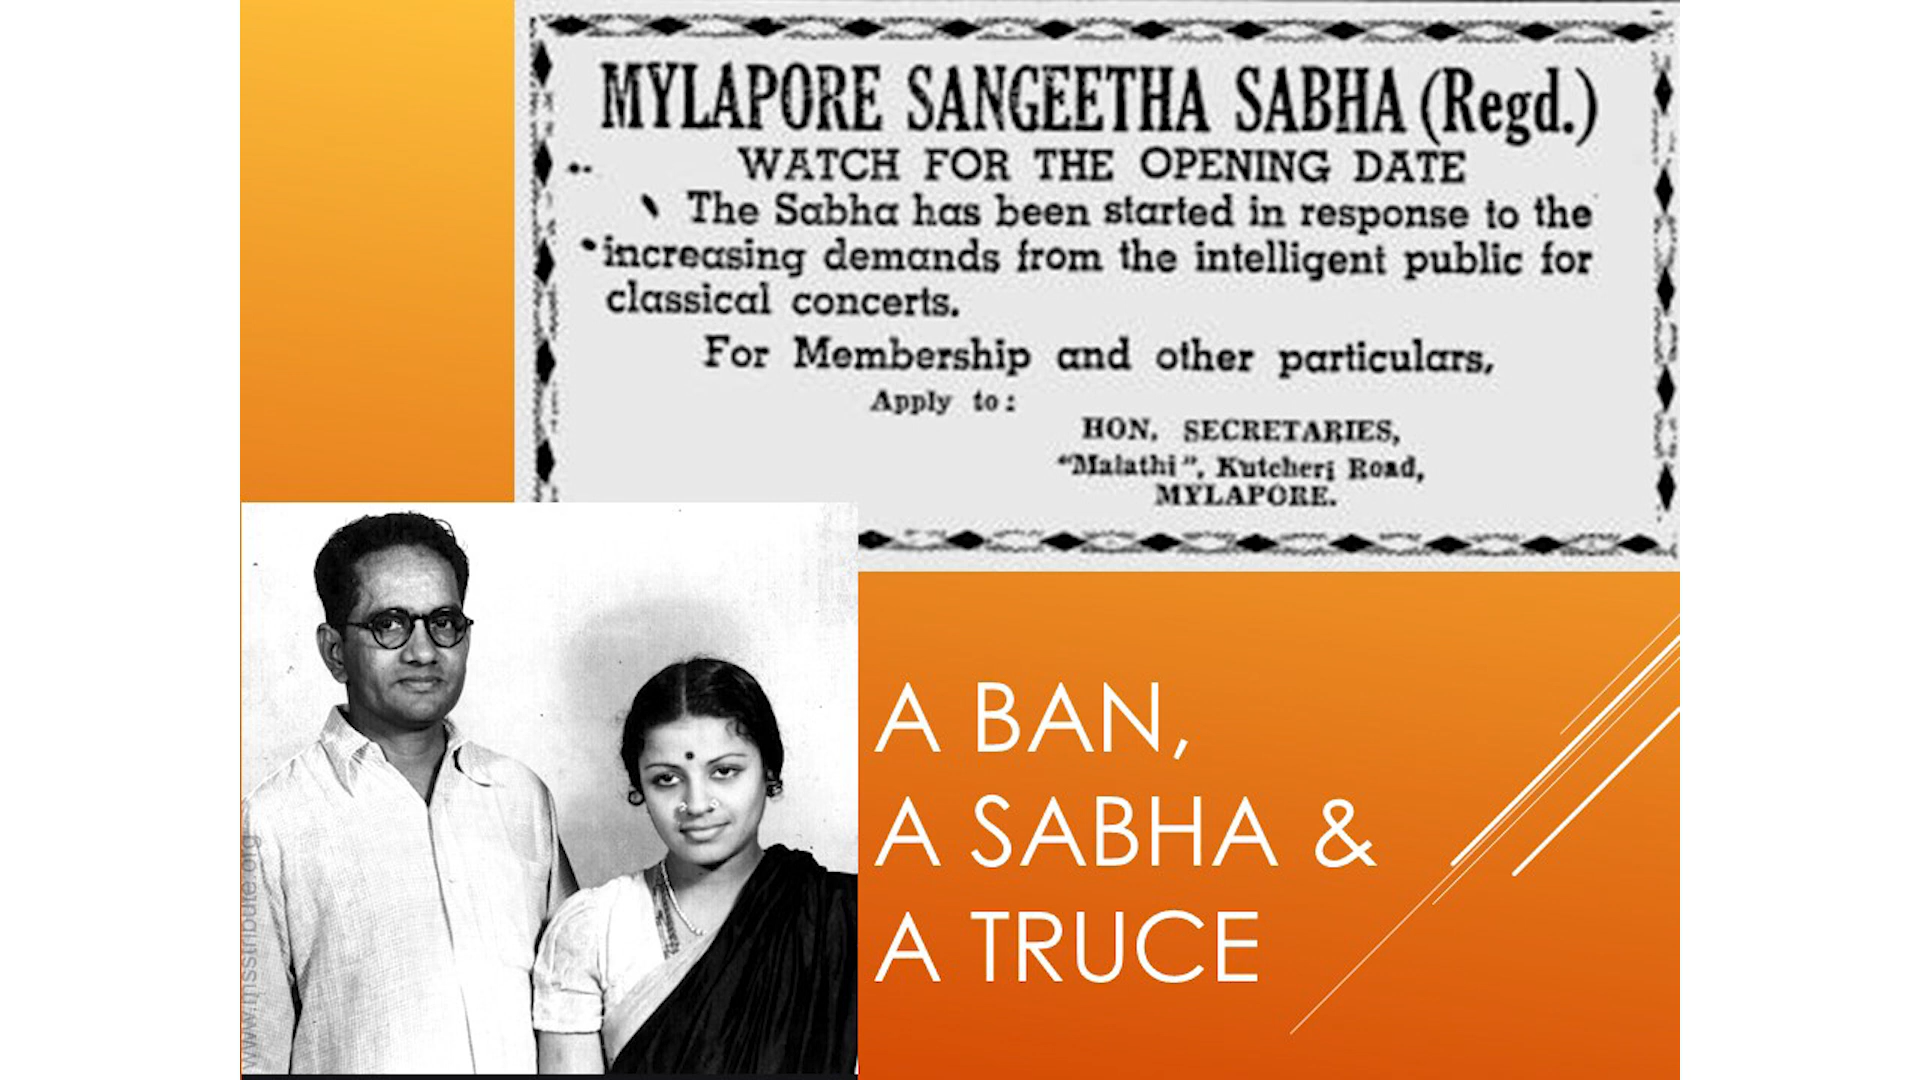 MYLAPORE SANGEETHA SABHA (Regd.)
WATCH FOR THE OPENING DATE
The Sabha has been started in response to the
increasing demands from the intelligent public for
classical concerts.
For Membership and other particulars,
Apply to :
HON. SECRETARIES,
"Malathi", Kutcheri Road,
MYLAPORE.
www.msstribute.org
A BAN,
A SABHA &
A TRUCE